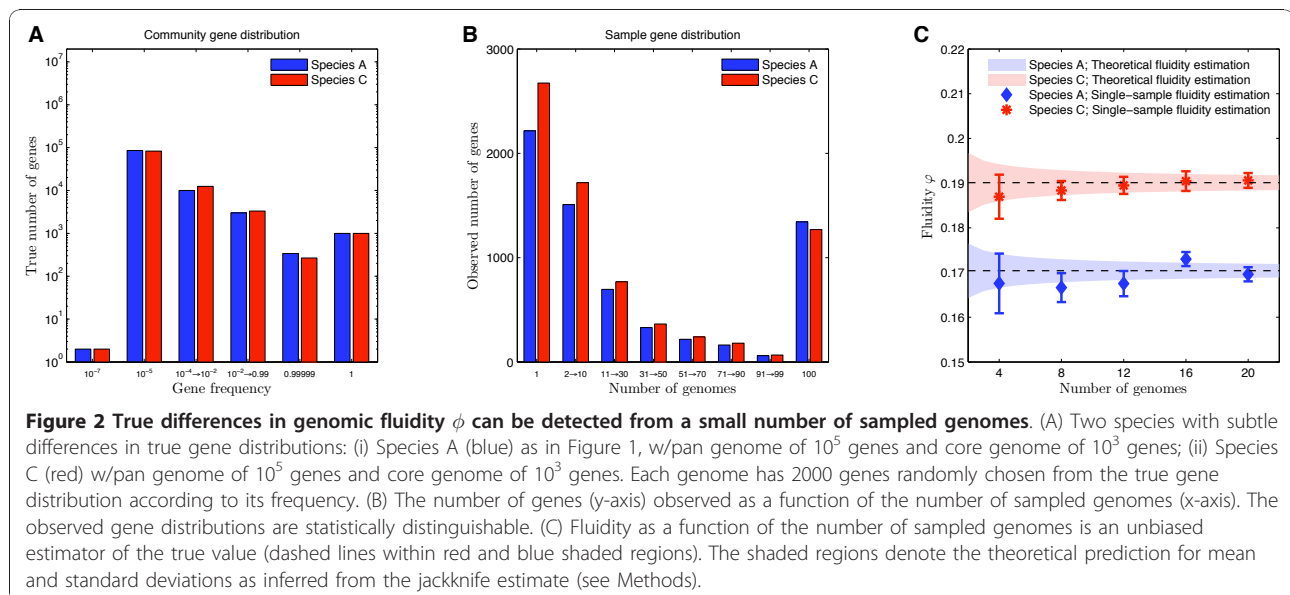 A
Community gene distribution
Species A
Species C
10^7
10^6
10^5
10^4
10^3
10^2
10^1
10^0
True number of genes
10^-7
10^-5
10^-4→10^-2
10^-2→0.99
0.99999
1
Gene frequency
B
Sample gene distribution
Species A
Species C
3000
2000
1000
0
Observed number of genes
1
2→10
11→30
31→50
51→70
71→90
91→99
100
Number of genomes
C
Species A; Theoretical fluidity estimation
Species C; Theoretical fluidity estimation
Species A; Single−sample fluidity estimation
Species C; Single−sample fluidity estimation
0.22
0.21
0.2
0.19
0.18
0.17
0.16
0.15
Fluidity φ
4
8
12
16
20
Number of genomes
Figure 2 True differences in genomic fluidity ϕ can be detected from a small number of sampled genomes. (A) Two species with subtle
differences in true gene distributions: (i) Species A (blue) as in Figure 1, w/pan genome of 10^5 genes and core genome of 10^3 genes; (ii) Species
C (red) w/pan genome of 10^5 genes and core genome of 10^3 genes. Each genome has 2000 genes randomly chosen from the true gene
distribution according to its frequency. (B) The number of genes (y-axis) observed as a function of the number of sampled genomes (x-axis). The
observed gene distributions are statistically distinguishable. (C) Fluidity as a function of the number of sampled genomes is an unbiased
estimator of the true value (dashed lines within red and blue shaded regions). The shaded regions denote the theoretical prediction for mean
and standard deviations as inferred from the jackknife estimate (see Methods).